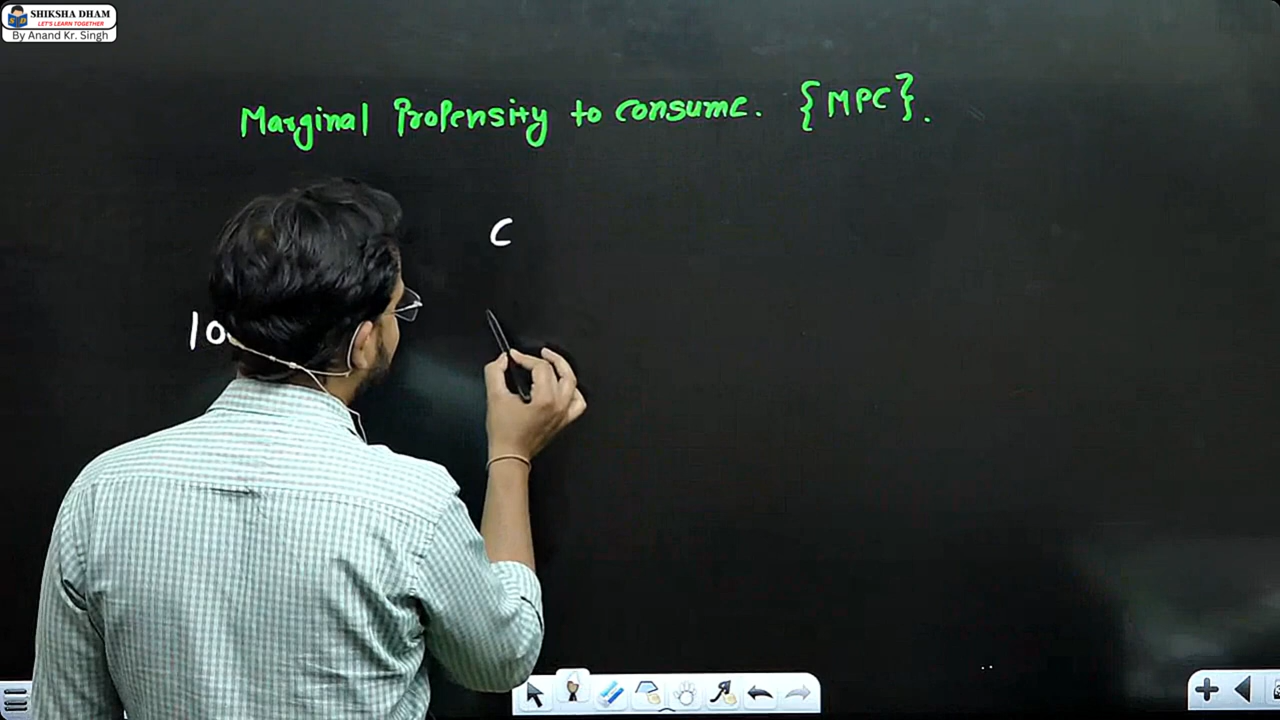 SHIKSHA DHAM
LET'S LEARN TOGETHER
By Anand Kr. Singh
Marginal Propensity to consume. {MPC}.
C
10